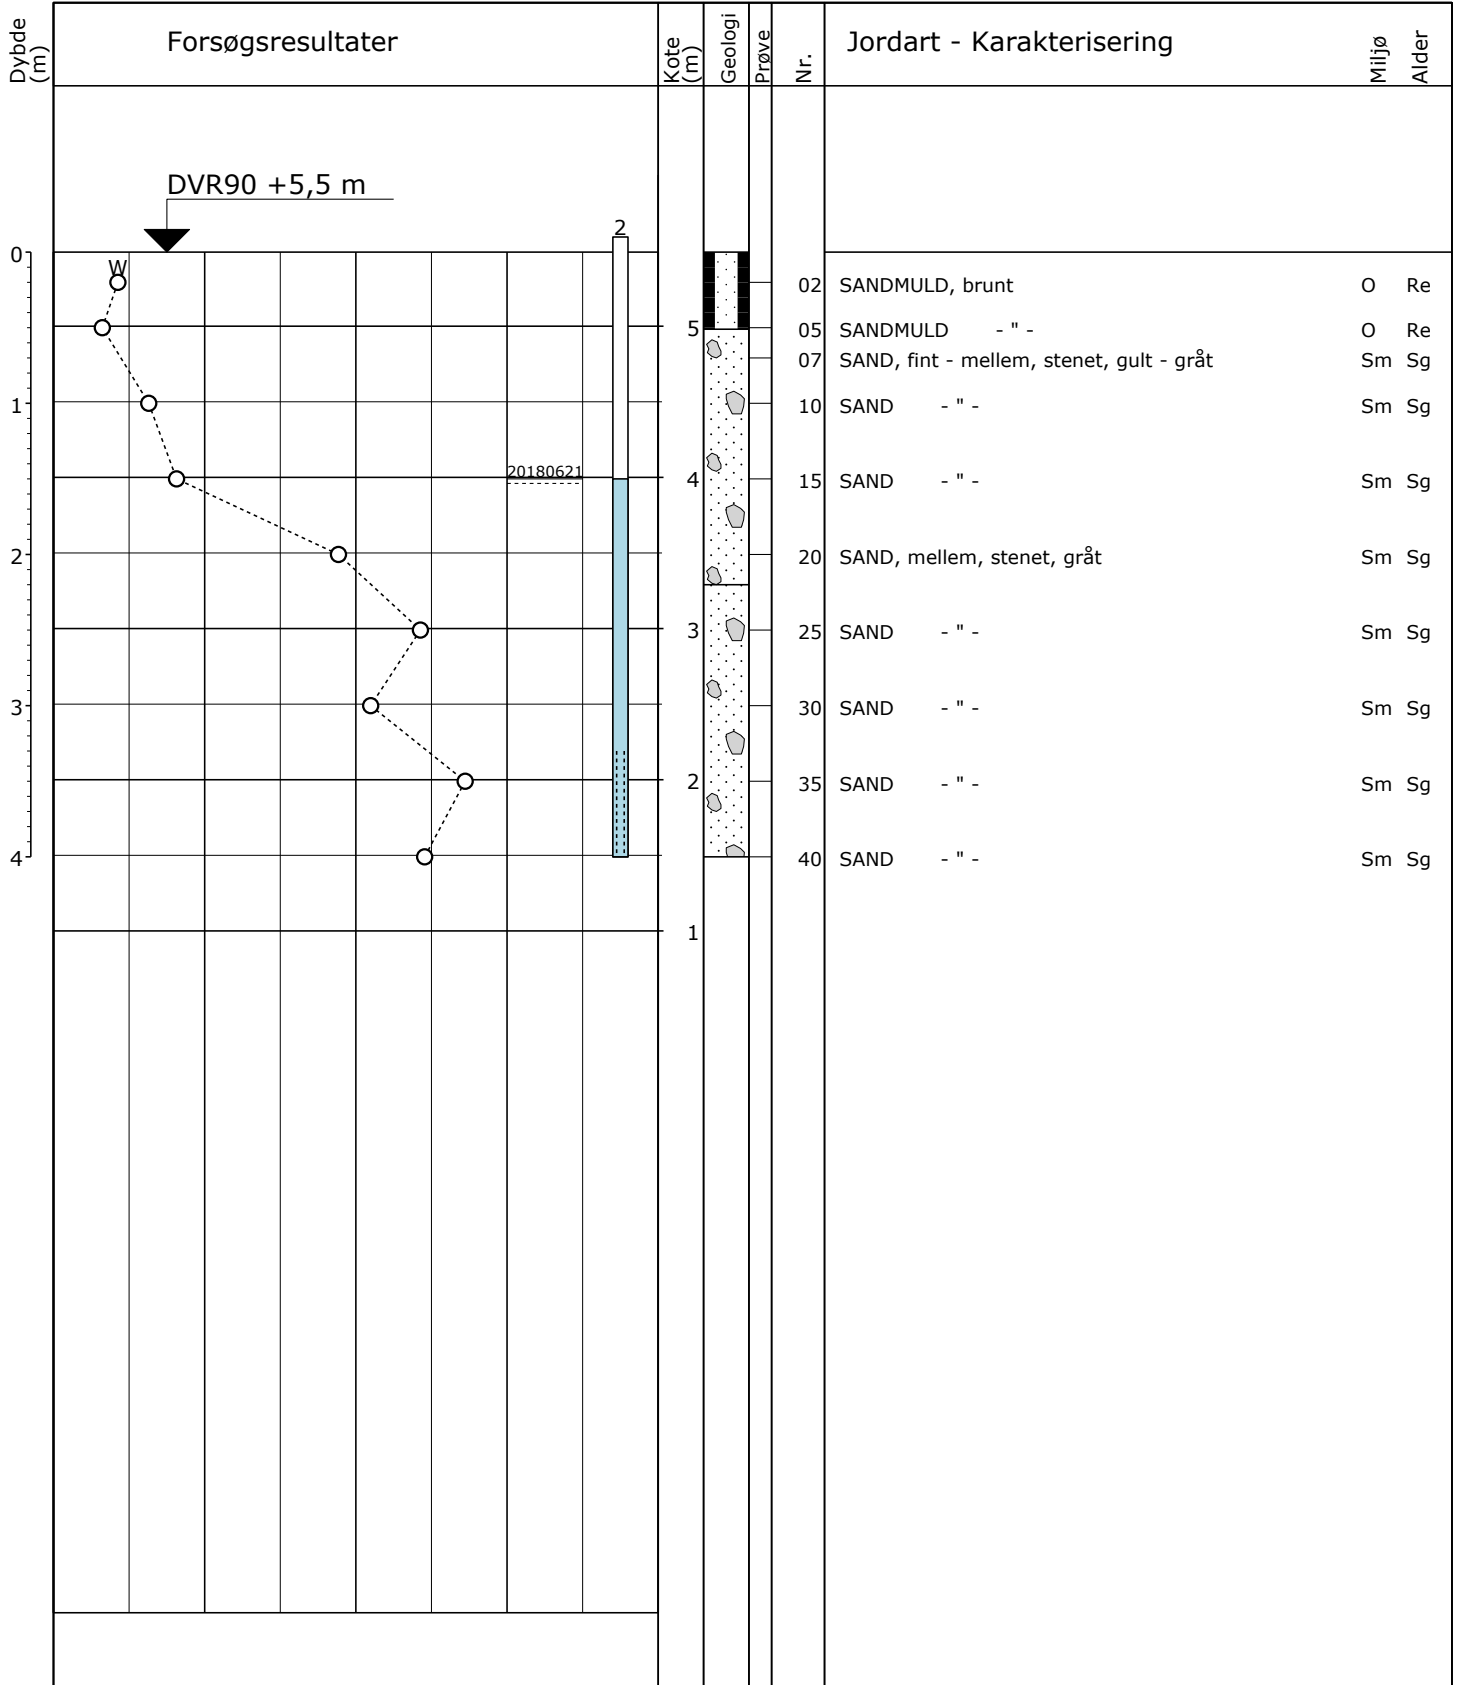 Dybde (m) Forsøgsresultater Kote (m) Geologi Prøve Nr. Jordart - Karakterisering Miljø Alder
DVR90 +5,5 m
2
0
W
02 SANDMULD, brunt O Re
5 05 SANDMULD - " - O Re
07 SAND, fint - mellem, stenet, gult - gråt Sm Sg
1 10 SAND - " - Sm Sg
20180621 4 15 SAND - " - Sm Sg
2 20 SAND, mellem, stenet, gråt Sm Sg
3 25 SAND - " - Sm Sg
3 30 SAND - " - Sm Sg
2 35 SAND - " - Sm Sg
4 40 SAND - " - Sm Sg
1